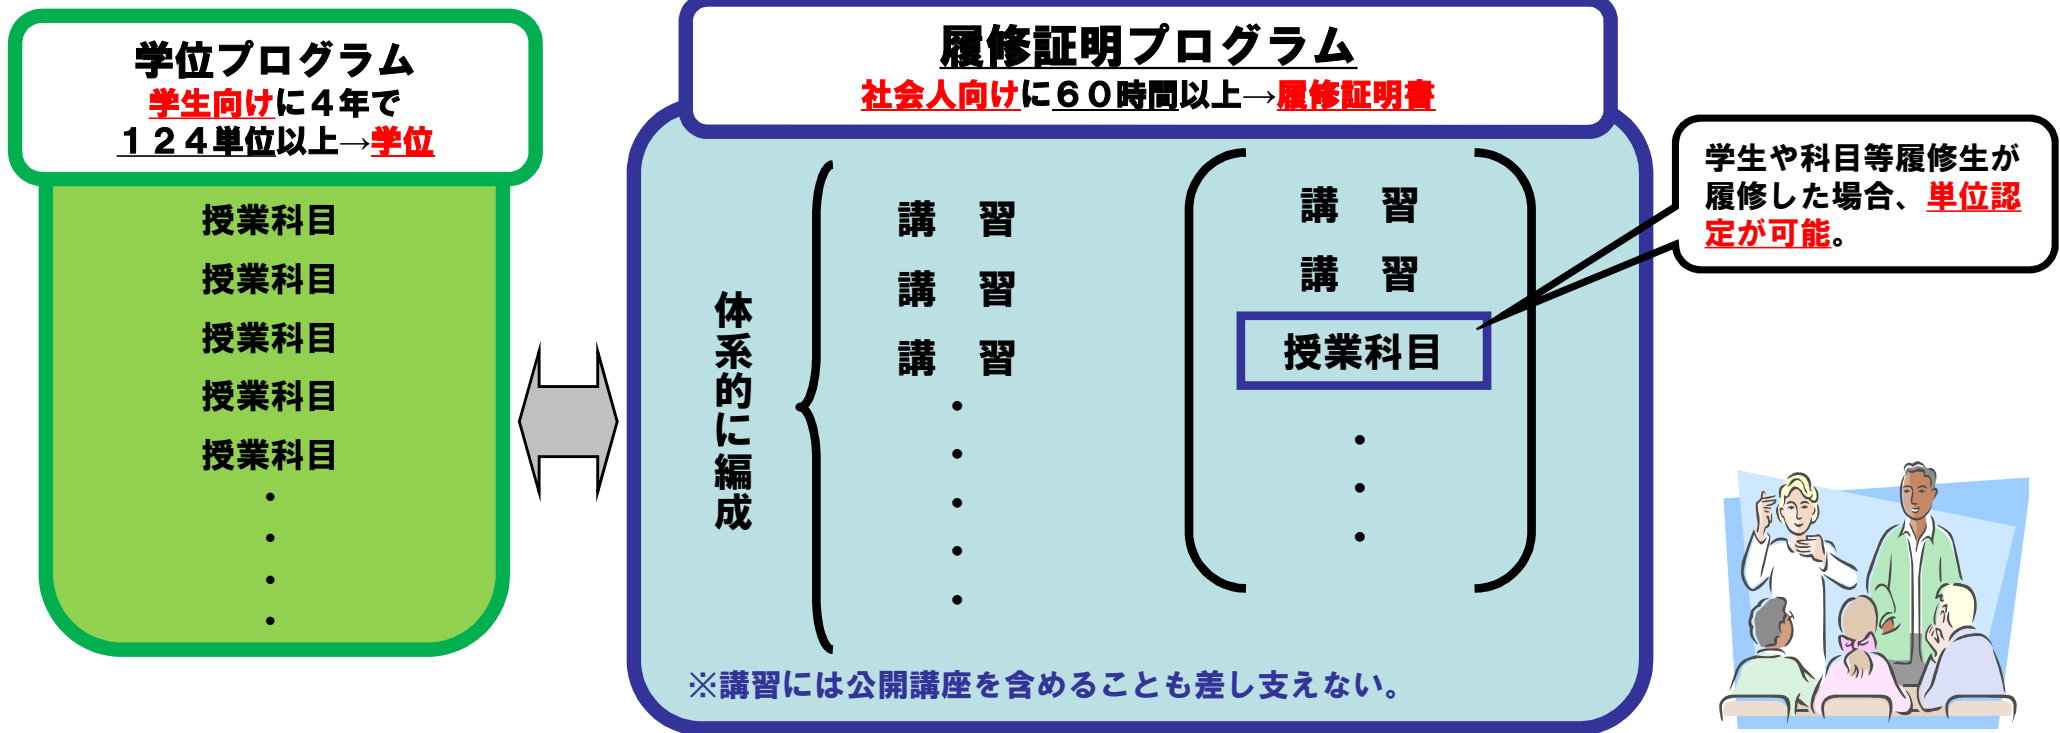 学位プログラム
学生向けに４年で
１２４単位以上→学位
授業科目
授業科目
授業科目
授業科目
授業科目
・
・
・
・
履修証明プログラム
社会人向けに６０時間以上→履修証明書
体系的に編成
講　習
講　習
講　習
・
・
・
・
・
講　習
講　習
授業科目
・
・
・
※講習には公開講座を含めることも差し支えない。
学生や科目等履修生が
履修した場合、単位認
定が可能。